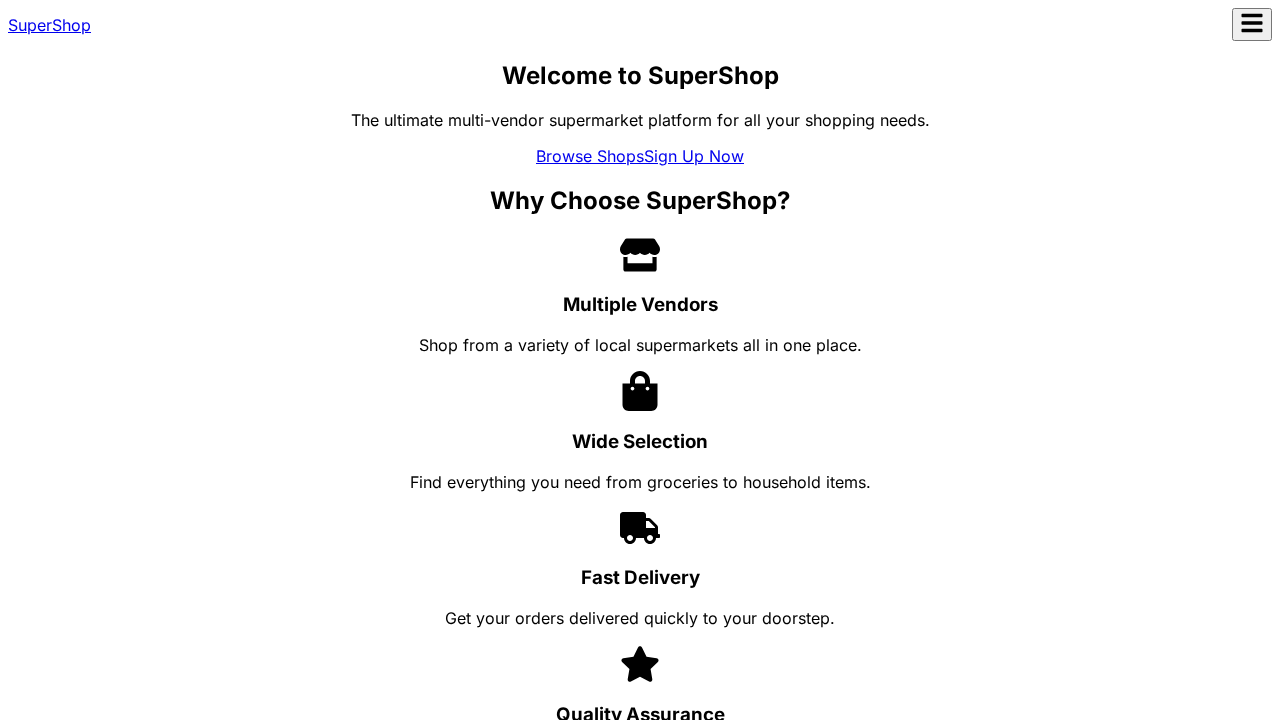 SuperShop
Welcome to SuperShop
The ultimate multi-vendor supermarket platform for all your shopping needs.
Browse ShopsSign Up Now
Why Choose SuperShop?
Multiple Vendors
Shop from a variety of local supermarkets all in one place.
Wide Selection
Find everything you need from groceries to household items.
Fast Delivery
Get your orders delivered quickly to your doorstep.
Quality Assurance